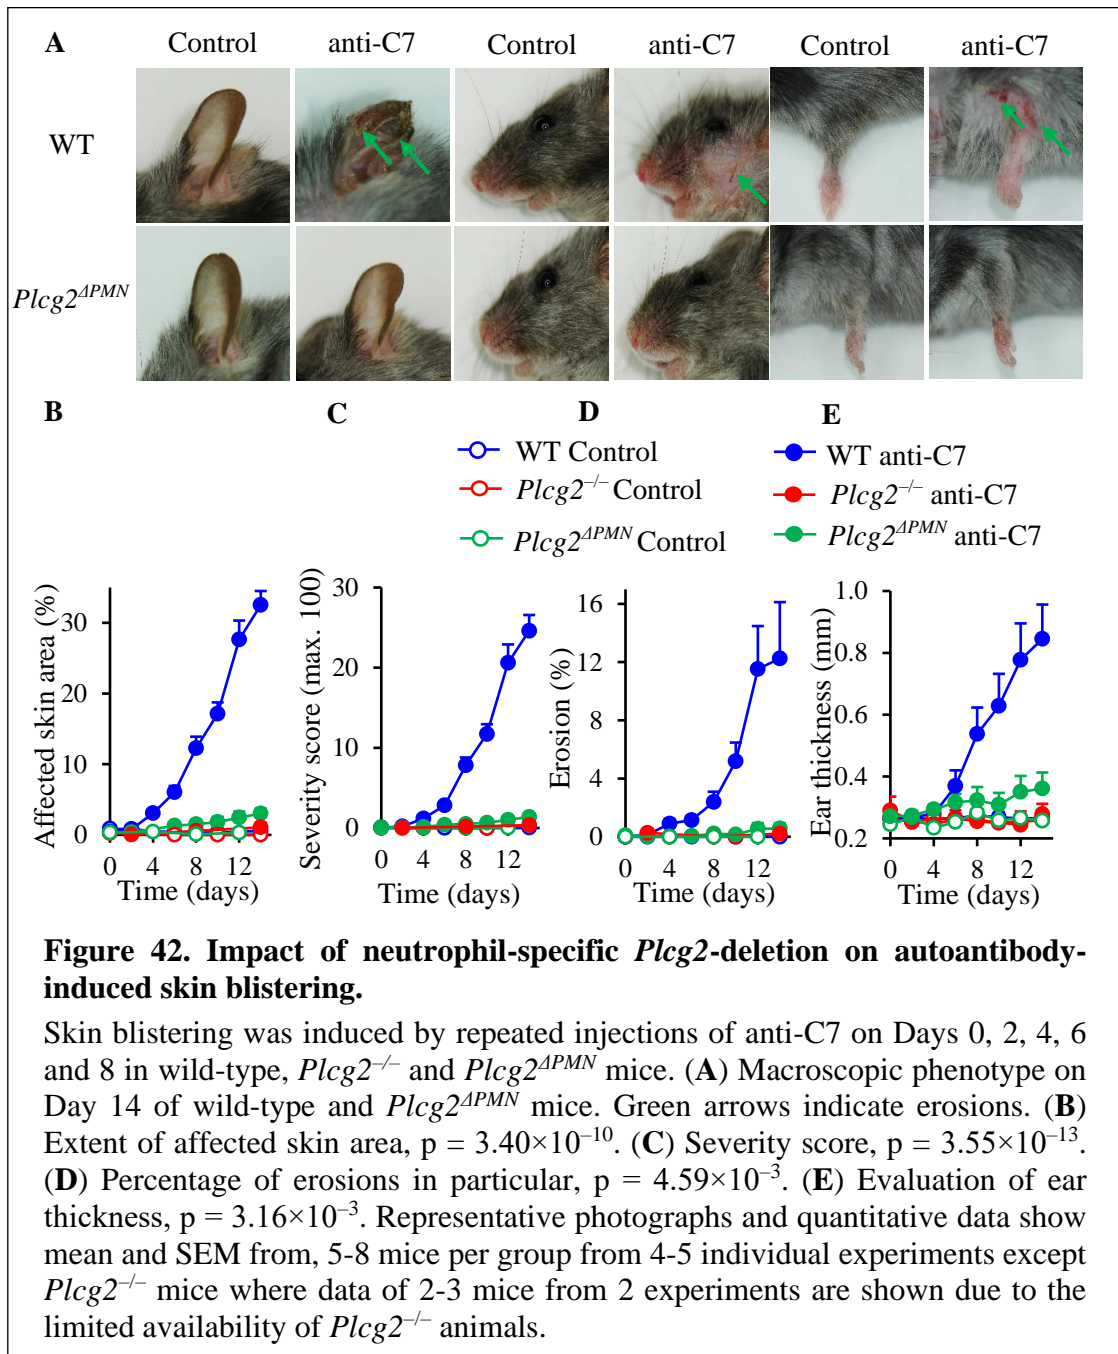 A
Control anti-C7 Control anti-C7 Control anti-C7
WT
Plcg2ΔPMN
B C D E
WT Control WT anti-C7
Plcg2–/– Control Plcg2–/– anti-C7
Plcg2ΔPMN Control Plcg2ΔPMN anti-C7
Affected skin area (%)
30
20
10
0
0 4 8 12
Time (days)
Severity score (max. 100)
30
20
10
0
0 4 8 12
Time (days)
Erosion (%)
16
12
8
4
0
0 4 8 12
Time (days)
Ear thickness (mm)
1.0
0.8
0.6
0.4
0.2
0 4 8 12
Time (days)
Figure 42. Impact of neutrophil-specific Plcg2-deletion on autoantibody-
induced skin blistering.
Skin blistering was induced by repeated injections of anti-C7 on Days 0, 2, 4, 6
and 8 in wild-type, Plcg2–/– and Plcg2ΔPMN mice. (A) Macroscopic phenotype on
Day 14 of wild-type and Plcg2ΔPMN mice. Green arrows indicate erosions. (B)
Extent of affected skin area, p = 3.40×10–10. (C) Severity score, p = 3.55×10–13.
(D) Percentage of erosions in particular, p = 4.59×10–3. (E) Evaluation of ear
thickness, p = 3.16×10–3. Representative photographs and quantitative data show
mean and SEM from, 5-8 mice per group from 4-5 individual experiments except
Plcg2–/– mice where data of 2-3 mice from 2 experiments are shown due to the
limited availability of Plcg2–/– animals.